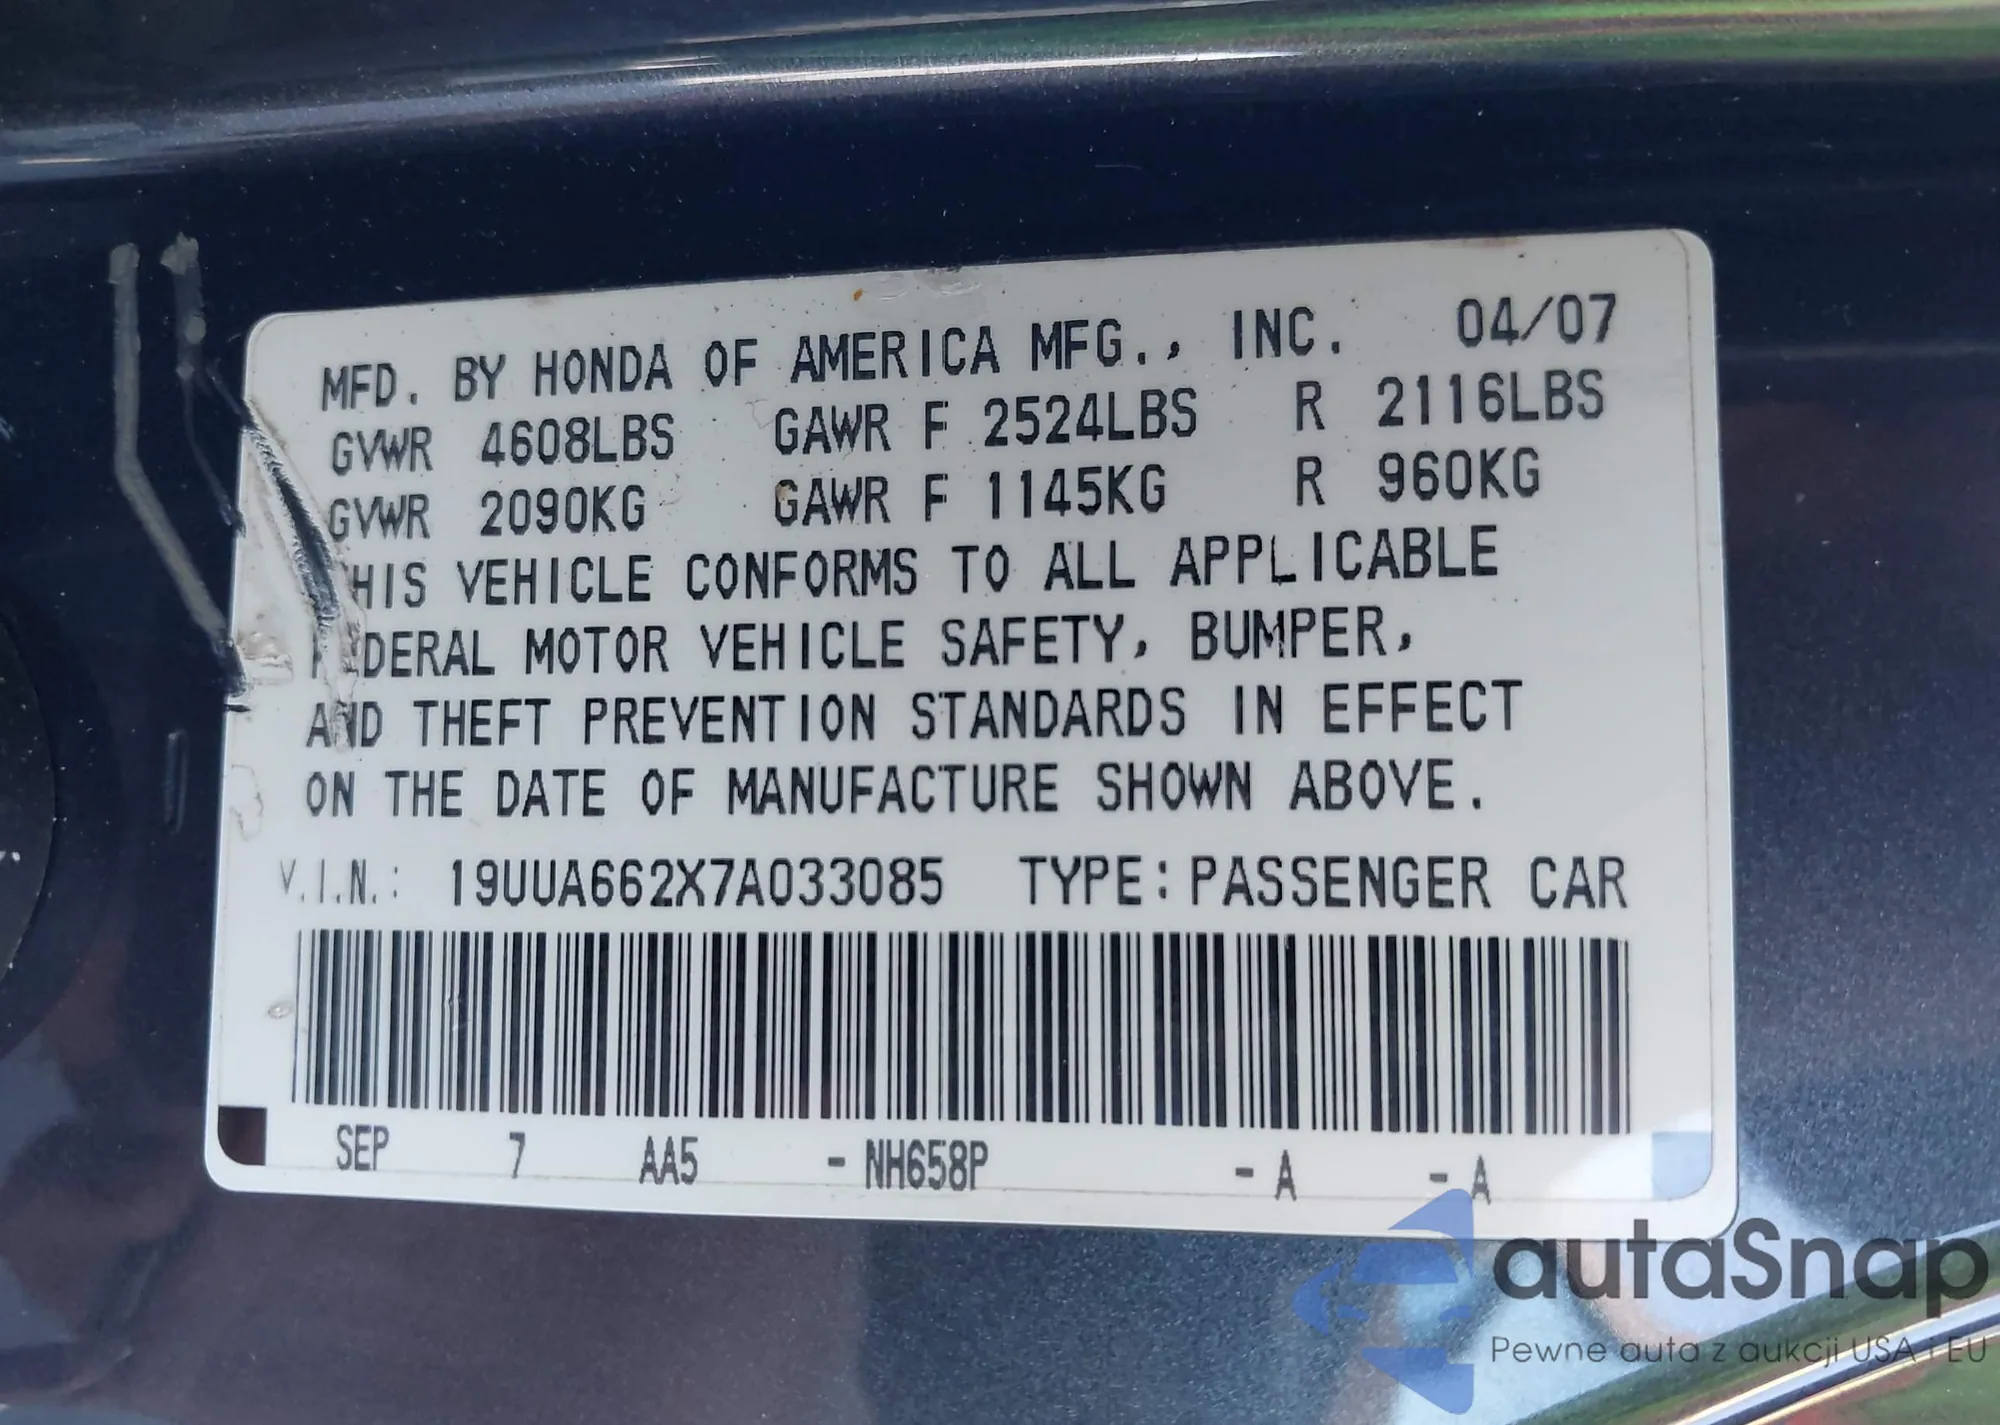 MFD. BY HONDA OF AMERICA MFG., INC. 04/07
GVWR 4608LBS GAWR F 2524LBS R 2116LBS
GVWR 2090KG GAWR F 1145KG R 960KG
THIS VEHICLE CONFORMS TO ALL APPLICABLE
FEDERAL MOTOR VEHICLE SAFETY, BUMPER,
AND THEFT PREVENTION STANDARDS IN EFFECT
ON THE DATE OF MANUFACTURE SHOWN ABOVE.
V.I.N.: 19UUA662X7A033085 TYPE: PASSENGER CAR
SEP 7 AA5 - NH658P - A - A
autaSnap
Pewne auta z aukcji USA i EU